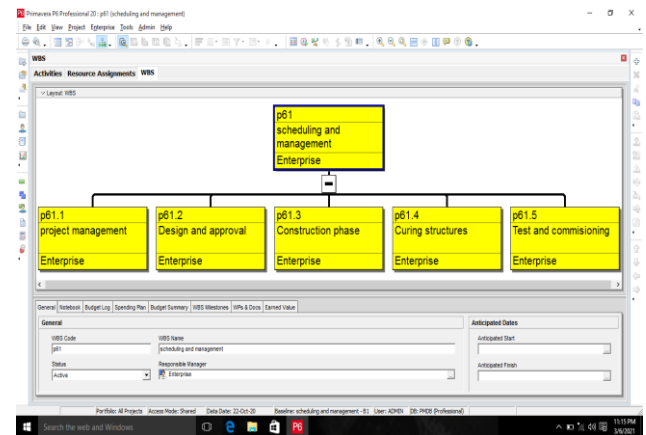 Primavera P6 Professional 20 : p61 (scheduling and management)
File Edit View Project Enterprise Tools Admin Help
WBS
Activities Resource Assignments WBS
Layout: WBS
p61
scheduling and
management
Enterprise
p61.1
project management
Enterprise
p61.2
Design and approval
Enterprise
p61.3
Construction phase
Enterprise
p61.4
Curing structures
Enterprise
p61.5
Test and commisioning
Enterprise
General Notebook Budget Log Spending Plan Budget Summary WBS Milestones WPs & Docs Earned Value
General
Anticipated Dates
WBS Code
WBS Name
Anticipated Start
p61
scheduling and management
Status
Responsible Manager
Anticipated Finish
Active
Enterprise
Portfolio: All Projects Access Mode: Shared Data Date: 22-Oct-20 Baseline: scheduling and management - B1 User: ADMIN DB: PMDB (Professional)
Search the web and Windows
P6
11:15 PM
3/6/2021